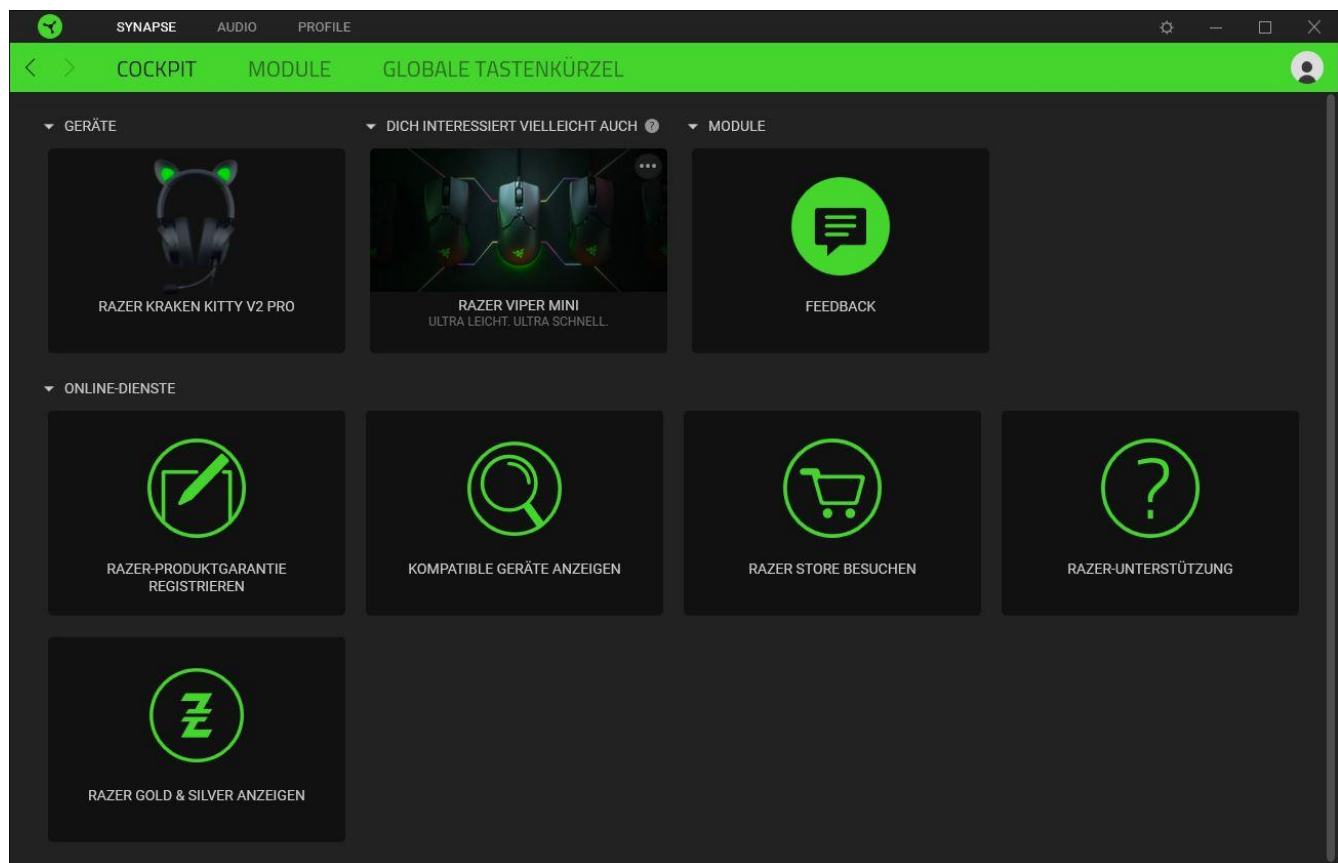 SYNAPSE AUDIO PROFILE
COCKPIT MODULE GLOBALE TASTENKÜRZEL
GERÄTE
DICH INTERESSIERT VIELLEICHT AUCH ?
MODULE
RAZER KRAKEN KITTY V2 PRO
RAZER VIPER MINI
ULTRA LEICHT. ULTRA SCHNELL.
FEEDBACK
ONLINE-DIENSTE
RAZER-PRODUKTGARANTIE
REGISTRIEREN
KOMPATIBLE GERÄTE ANZEIGEN
RAZER STORE BESUCHEN
RAZER-UNTERSTÜTZUNG
RAZER GOLD & SILVER ANZEIGEN